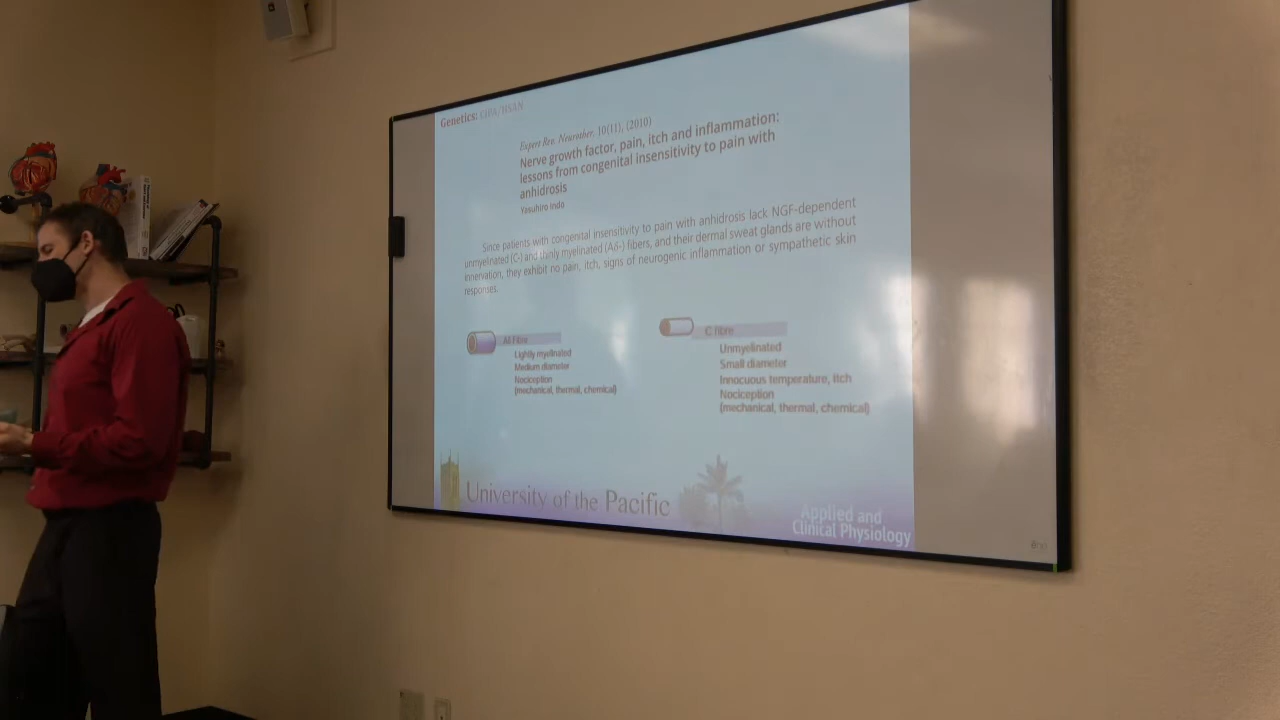 Genetics: CIPA/HSAN
Expert Rev. Neurother. 10(11), (2010)
Nerve growth factor, pain, itch and inflammation:
lessons from congenital insensitivity to pain with
anhidrosis
Yasuhiro Indo
Since patients with congenital insensitivity to pain with anhidrosis lack NGF-dependent
unmyelinated (C-) and thinly myelinated (Aδ-) fibers, and their dermal sweat glands are without
innervation, they exhibit no pain, itch, signs of neurogenic inflammation or sympathetic skin
responses.
Fibre
Lightly myelinated
Medium diameter
Nociception
(mechanical, thermal, chemical)
C fibre
Unmyelinated
Small diameter
Innocuous temperature, itch
Nociception
(mechanical, thermal, chemical)
University of the Pacific
Applied and
Clinical Physiology